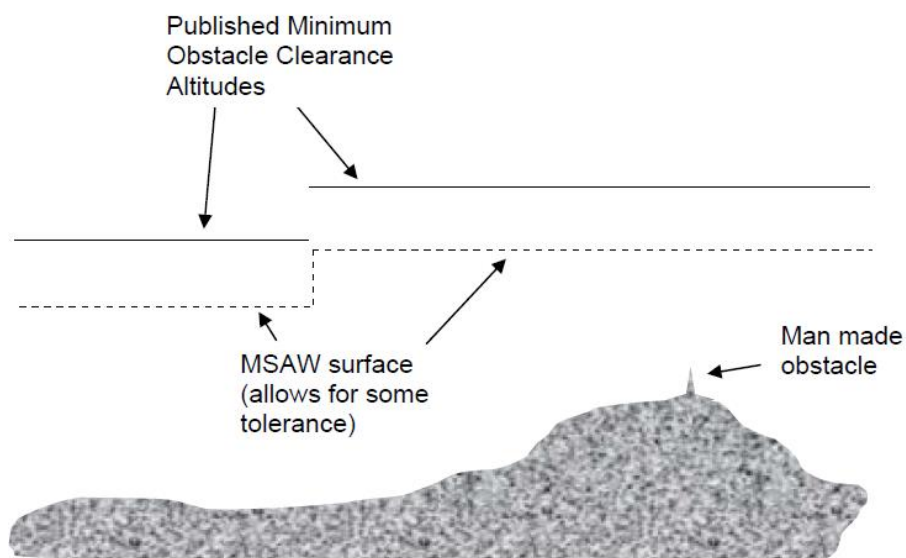 Published Minimum
Obstacle Clearance
Altitudes
MSAW surface
(allows for some
tolerance)
Man made
obstacle